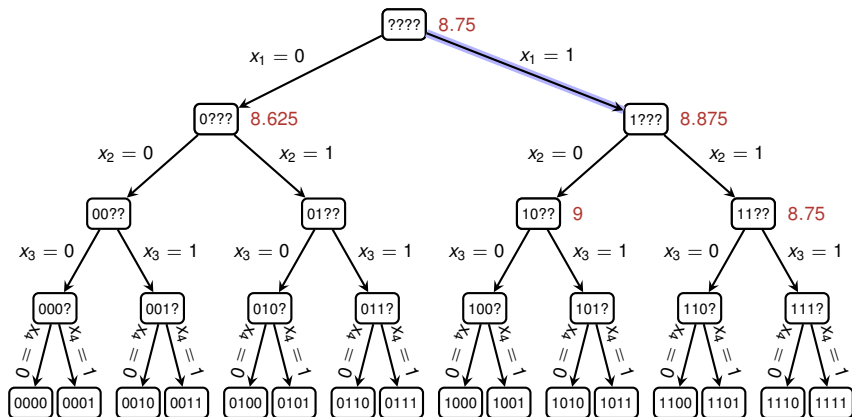 ???? 8.75
x₁ = 0 x₁ = 1
0??? 8.625 1??? 8.875
x₂ = 0 x₂ = 1 x₂ = 0 x₂ = 1
00?? 01?? 10?? 9 11?? 8.75
x₃ = 0 x₃ = 1 x₃ = 0 x₃ = 1 x₃ = 0 x₃ = 1 x₃ = 0 x₃ = 1
000? 001? 010? 011? 100? 101? 110? 111?
x₄ = 0 x₄ = 1 x₄ = 0 x₄ = 1 x₄ = 0 x₄ = 1 x₄ = 0 x₄ = 1 x₄ = 0 x₄ = 1 x₄ = 0 x₄ = 1 x₄ = 0 x₄ = 1 x₄ = 0 x₄ = 1
0000 0001 0010 0011 0100 0101 0110 0111 1000 1001 1010 1011 1100 1101 1110 1111